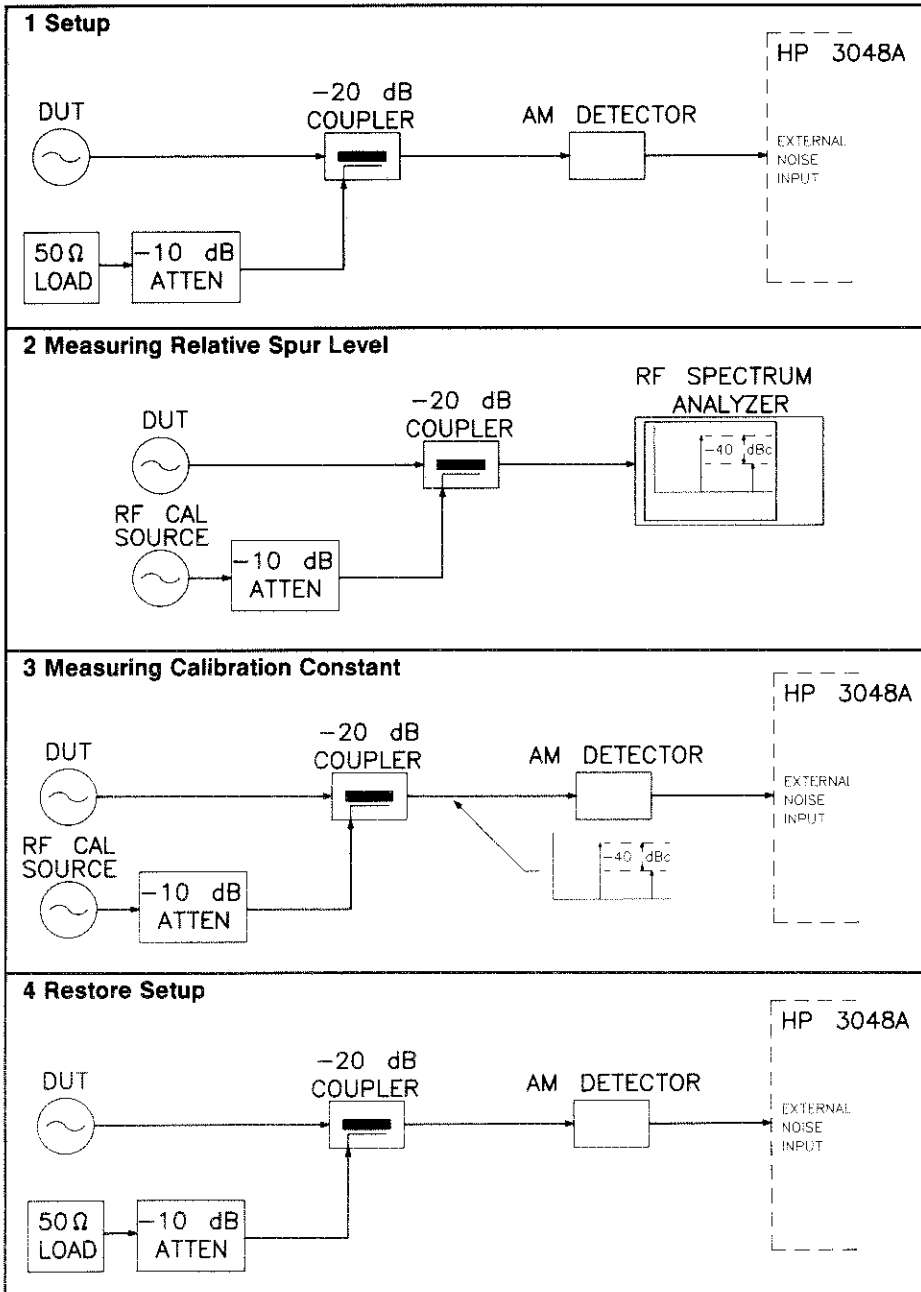 1 Setup
HP 3048A
-20 dB
COUPLER
DUT
AM DETECTOR
EXTERNAL
NOISE
INPUT
50Ω
LOAD
-10 dB
ATTEN
2 Measuring Relative Spur Level
RF SPECTRUM
ANALYZER
-20 dB
COUPLER
DUT
-40 dBc
RF CAL
SOURCE
-10 dB
ATTEN
3 Measuring Calibration Constant
HP 3048A
-20 dB
COUPLER
DUT
AM DETECTOR
EXTERNAL
NOISE
INPUT
RF CAL
SOURCE
-40 dBc
-10 dB
ATTEN
4 Restore Setup
HP 3048A
-20 dB
COUPLER
DUT
AM DETECTOR
EXTERNAL
NOISE
INPUT
50Ω
LOAD
-10 dB
ATTEN